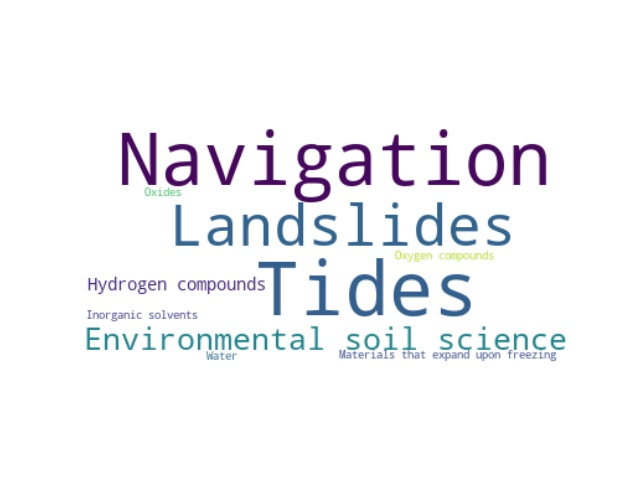 Navigation
Oxides
Landslides
Oxygen compounds
Tides
Hydrogen compounds
Inorganic solvents
Environmental soil science
Water
Materials that expand upon freezing